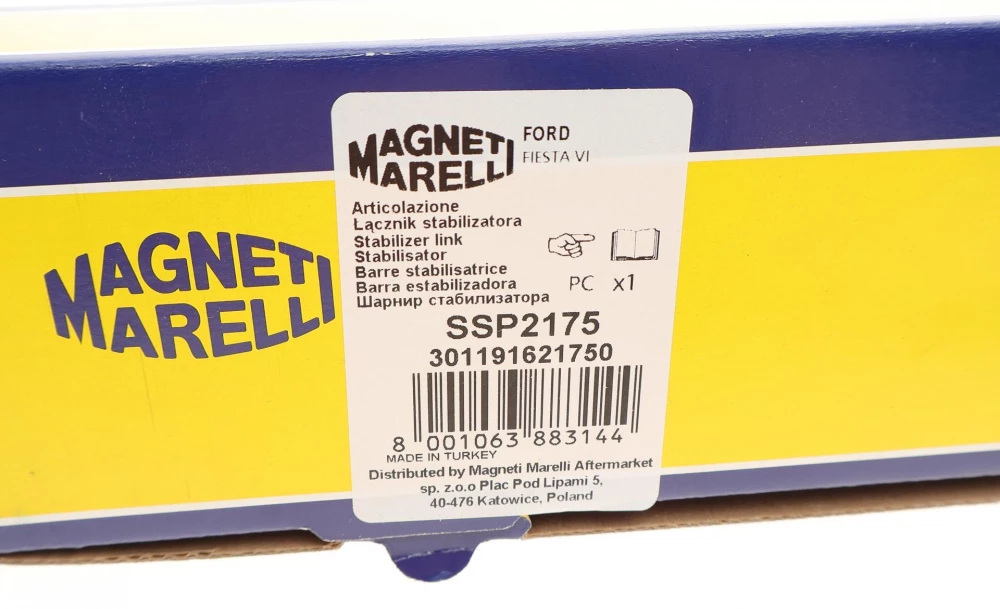 MAGNETI
MARELLI
MAGNETI
MARELLI
FORD
FIESTA VI
Articolazione
Łącznik stabilizatora
Stabilizer link
Stabilisator
Barre stabilisatrice
Barra estabilizadora
Шарнир стабилизатора
PC x1
SSP2175
301191621750
8 001063 883144
MADE IN TURKEY
Distributed by Magneti Marelli Aftermarket
sp. z.o.o Plac Pod Lipami 5,
40-476 Katowice, Poland